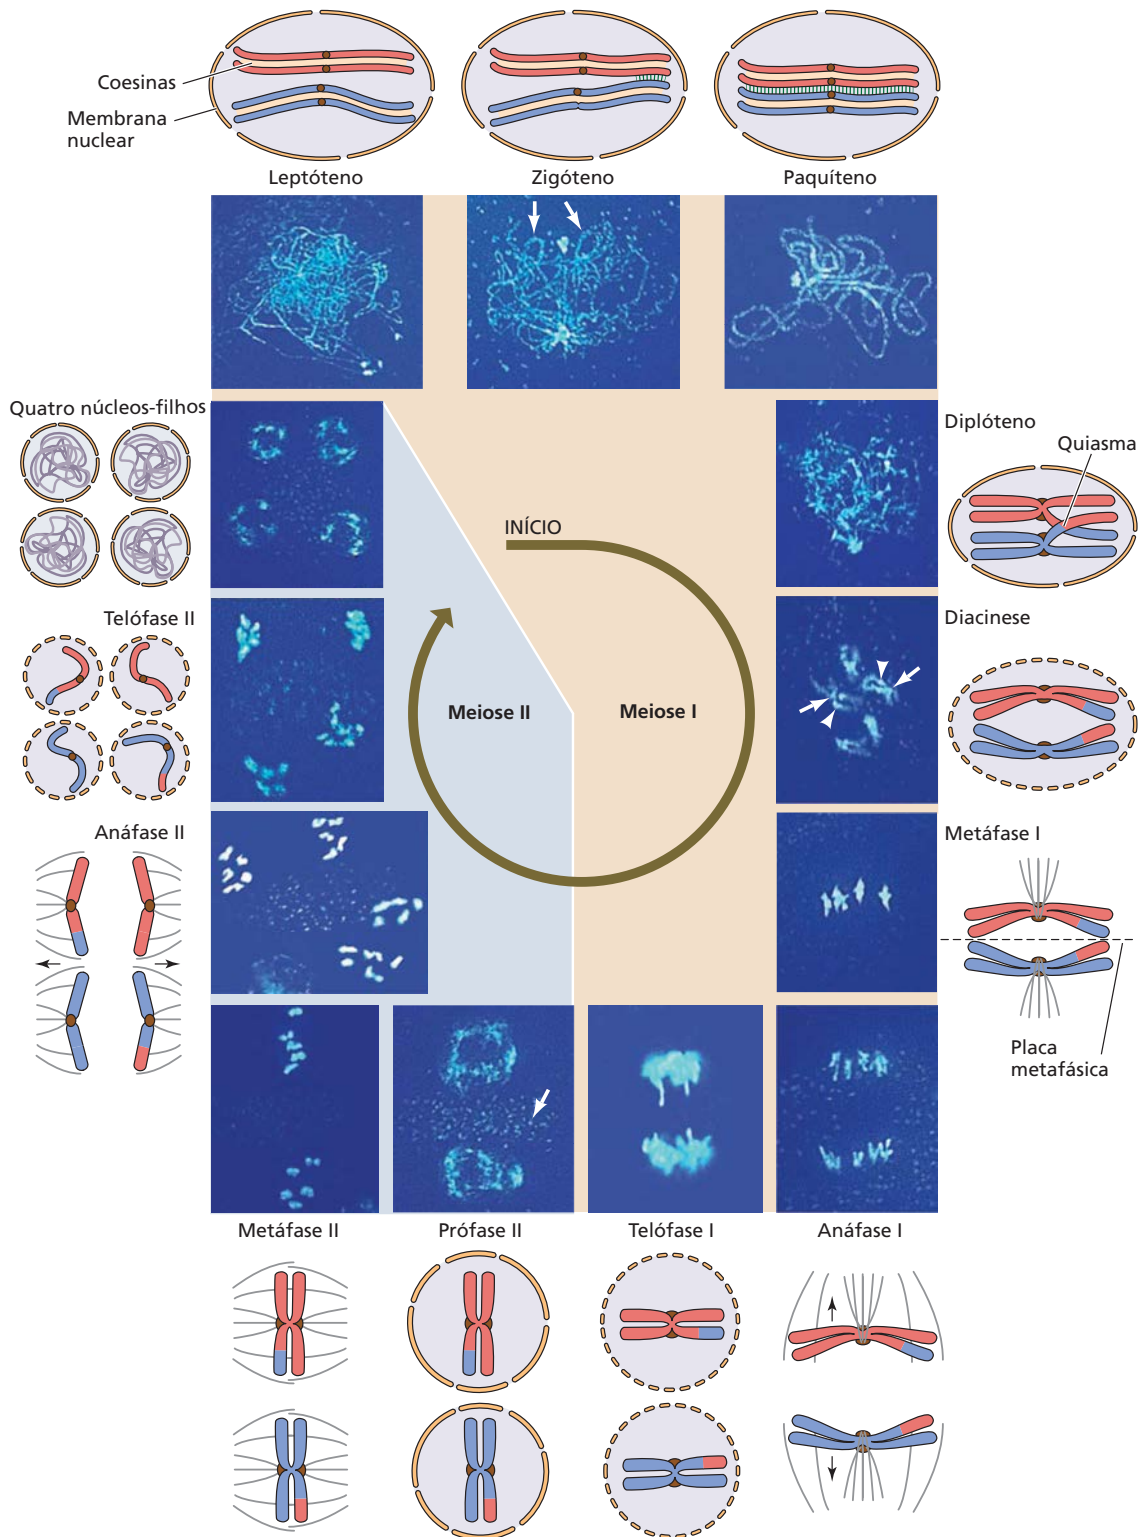 Coesinas
Membrana
nuclear
Leptóteno
Zigóteno
Paquíteno
Quatro núcleos-filhos
Diplóteno
Quiasma
INÍCIO
Telófase II
Diacinese
Meiose II
Meiose I
Anáfase II
Metáfase I
Placa
metafásica
Metáfase II
Prófase II
Telófase I
Anáfase I